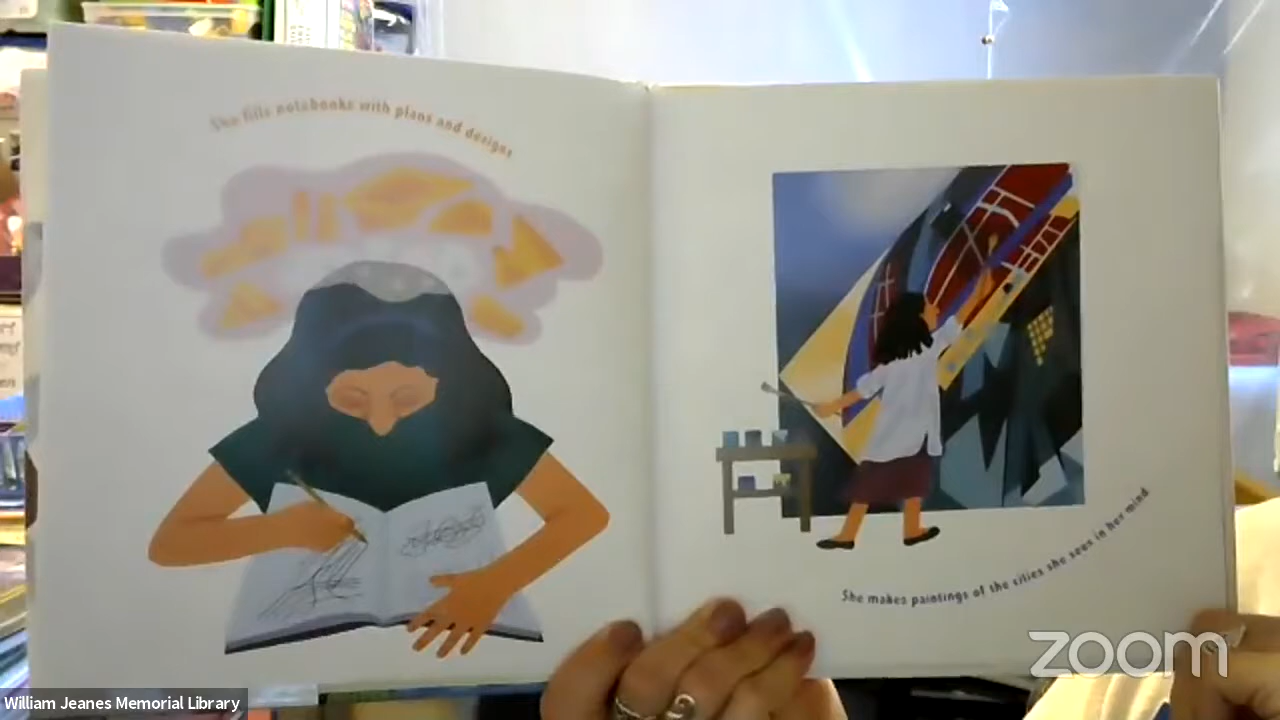 She fills notebooks with plans and designs
She makes paintings of the cities she sees in her mind
zoom
William Jeanes Memorial Library